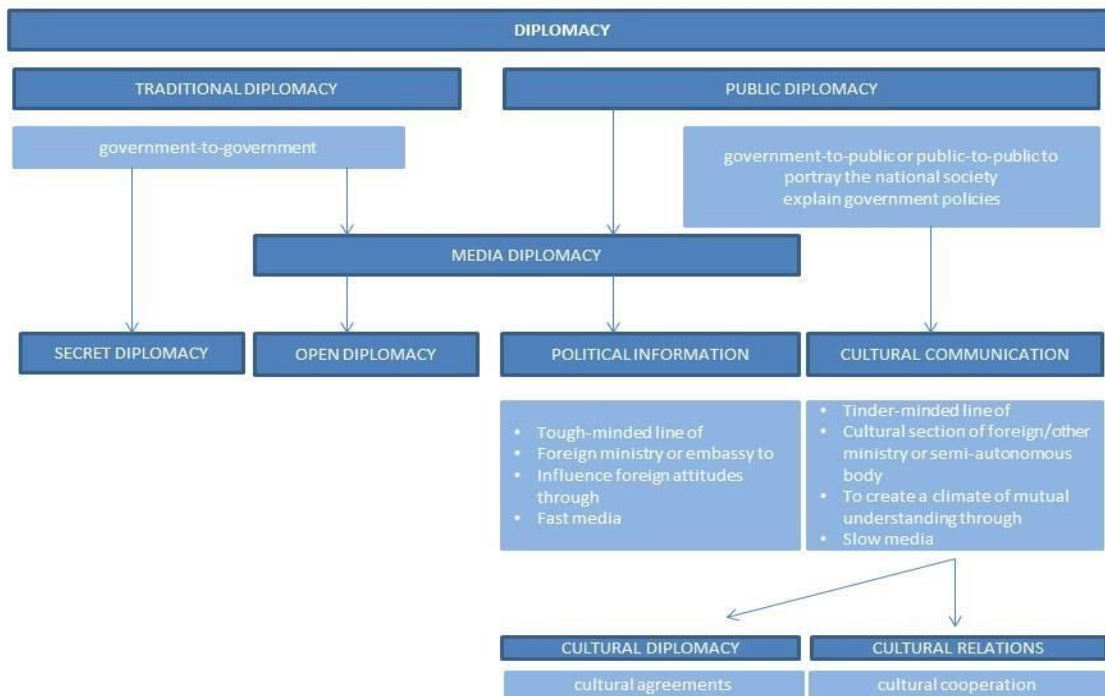 DIPLOMACY
TRADITIONAL DIPLOMACY
PUBLIC DIPLOMACY
government-to-government
government-to-public or public-to-public to
portray the national society
explain government policies
MEDIA DIPLOMACY
SECRET DIPLOMACY
OPEN DIPLOMACY
POLITICAL INFORMATION
CULTURAL COMMUNICATION
• Tough-minded line of
• Foreign ministry or embassy to
• Influence foreign attitudes
through
• Fast media
• Tinder-minded line of
• Cultural section of foreign/other
ministry or semi-autonomous
body
• To create a climate of mutual
understanding through
• Slow media
CULTURAL DIPLOMACY
CULTURAL RELATIONS
cultural agreements
cultural cooperation